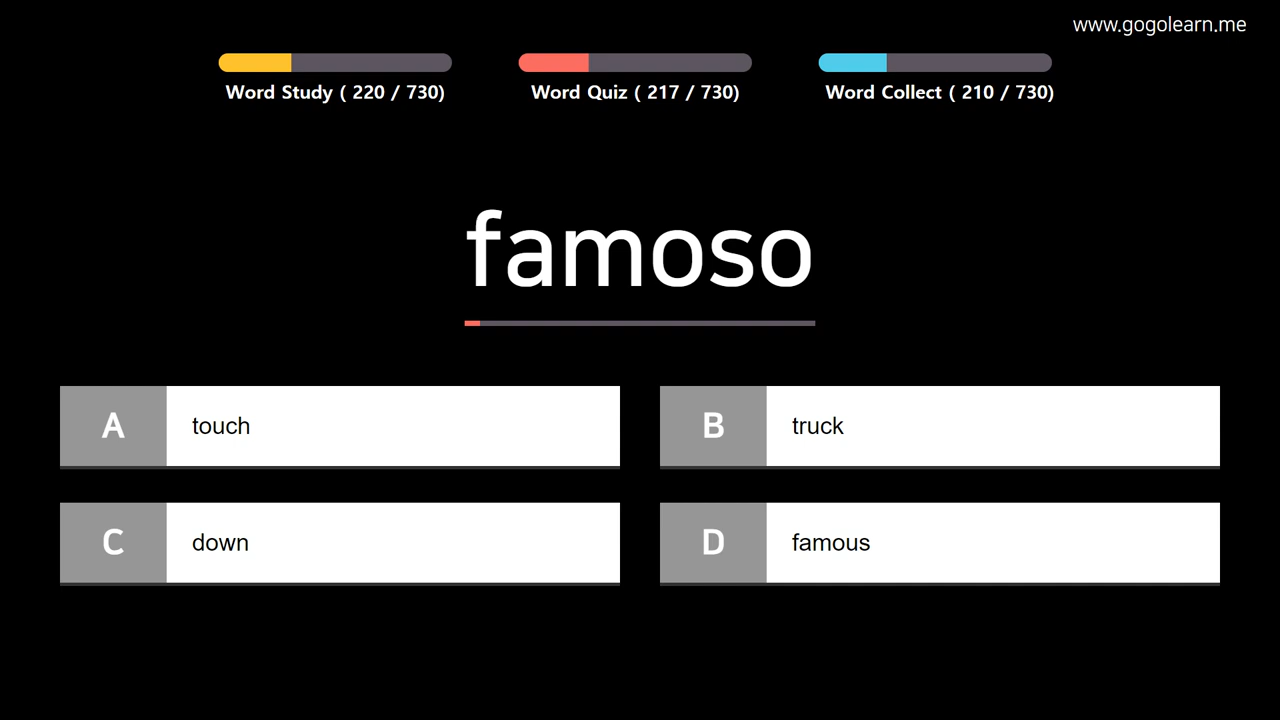 www.gogolearn.me
Word Study ( 220 / 730)
Word Quiz ( 217 / 730)
Word Collect ( 210 / 730)
famoso
A
touch
B
truck
C
down
D
famous